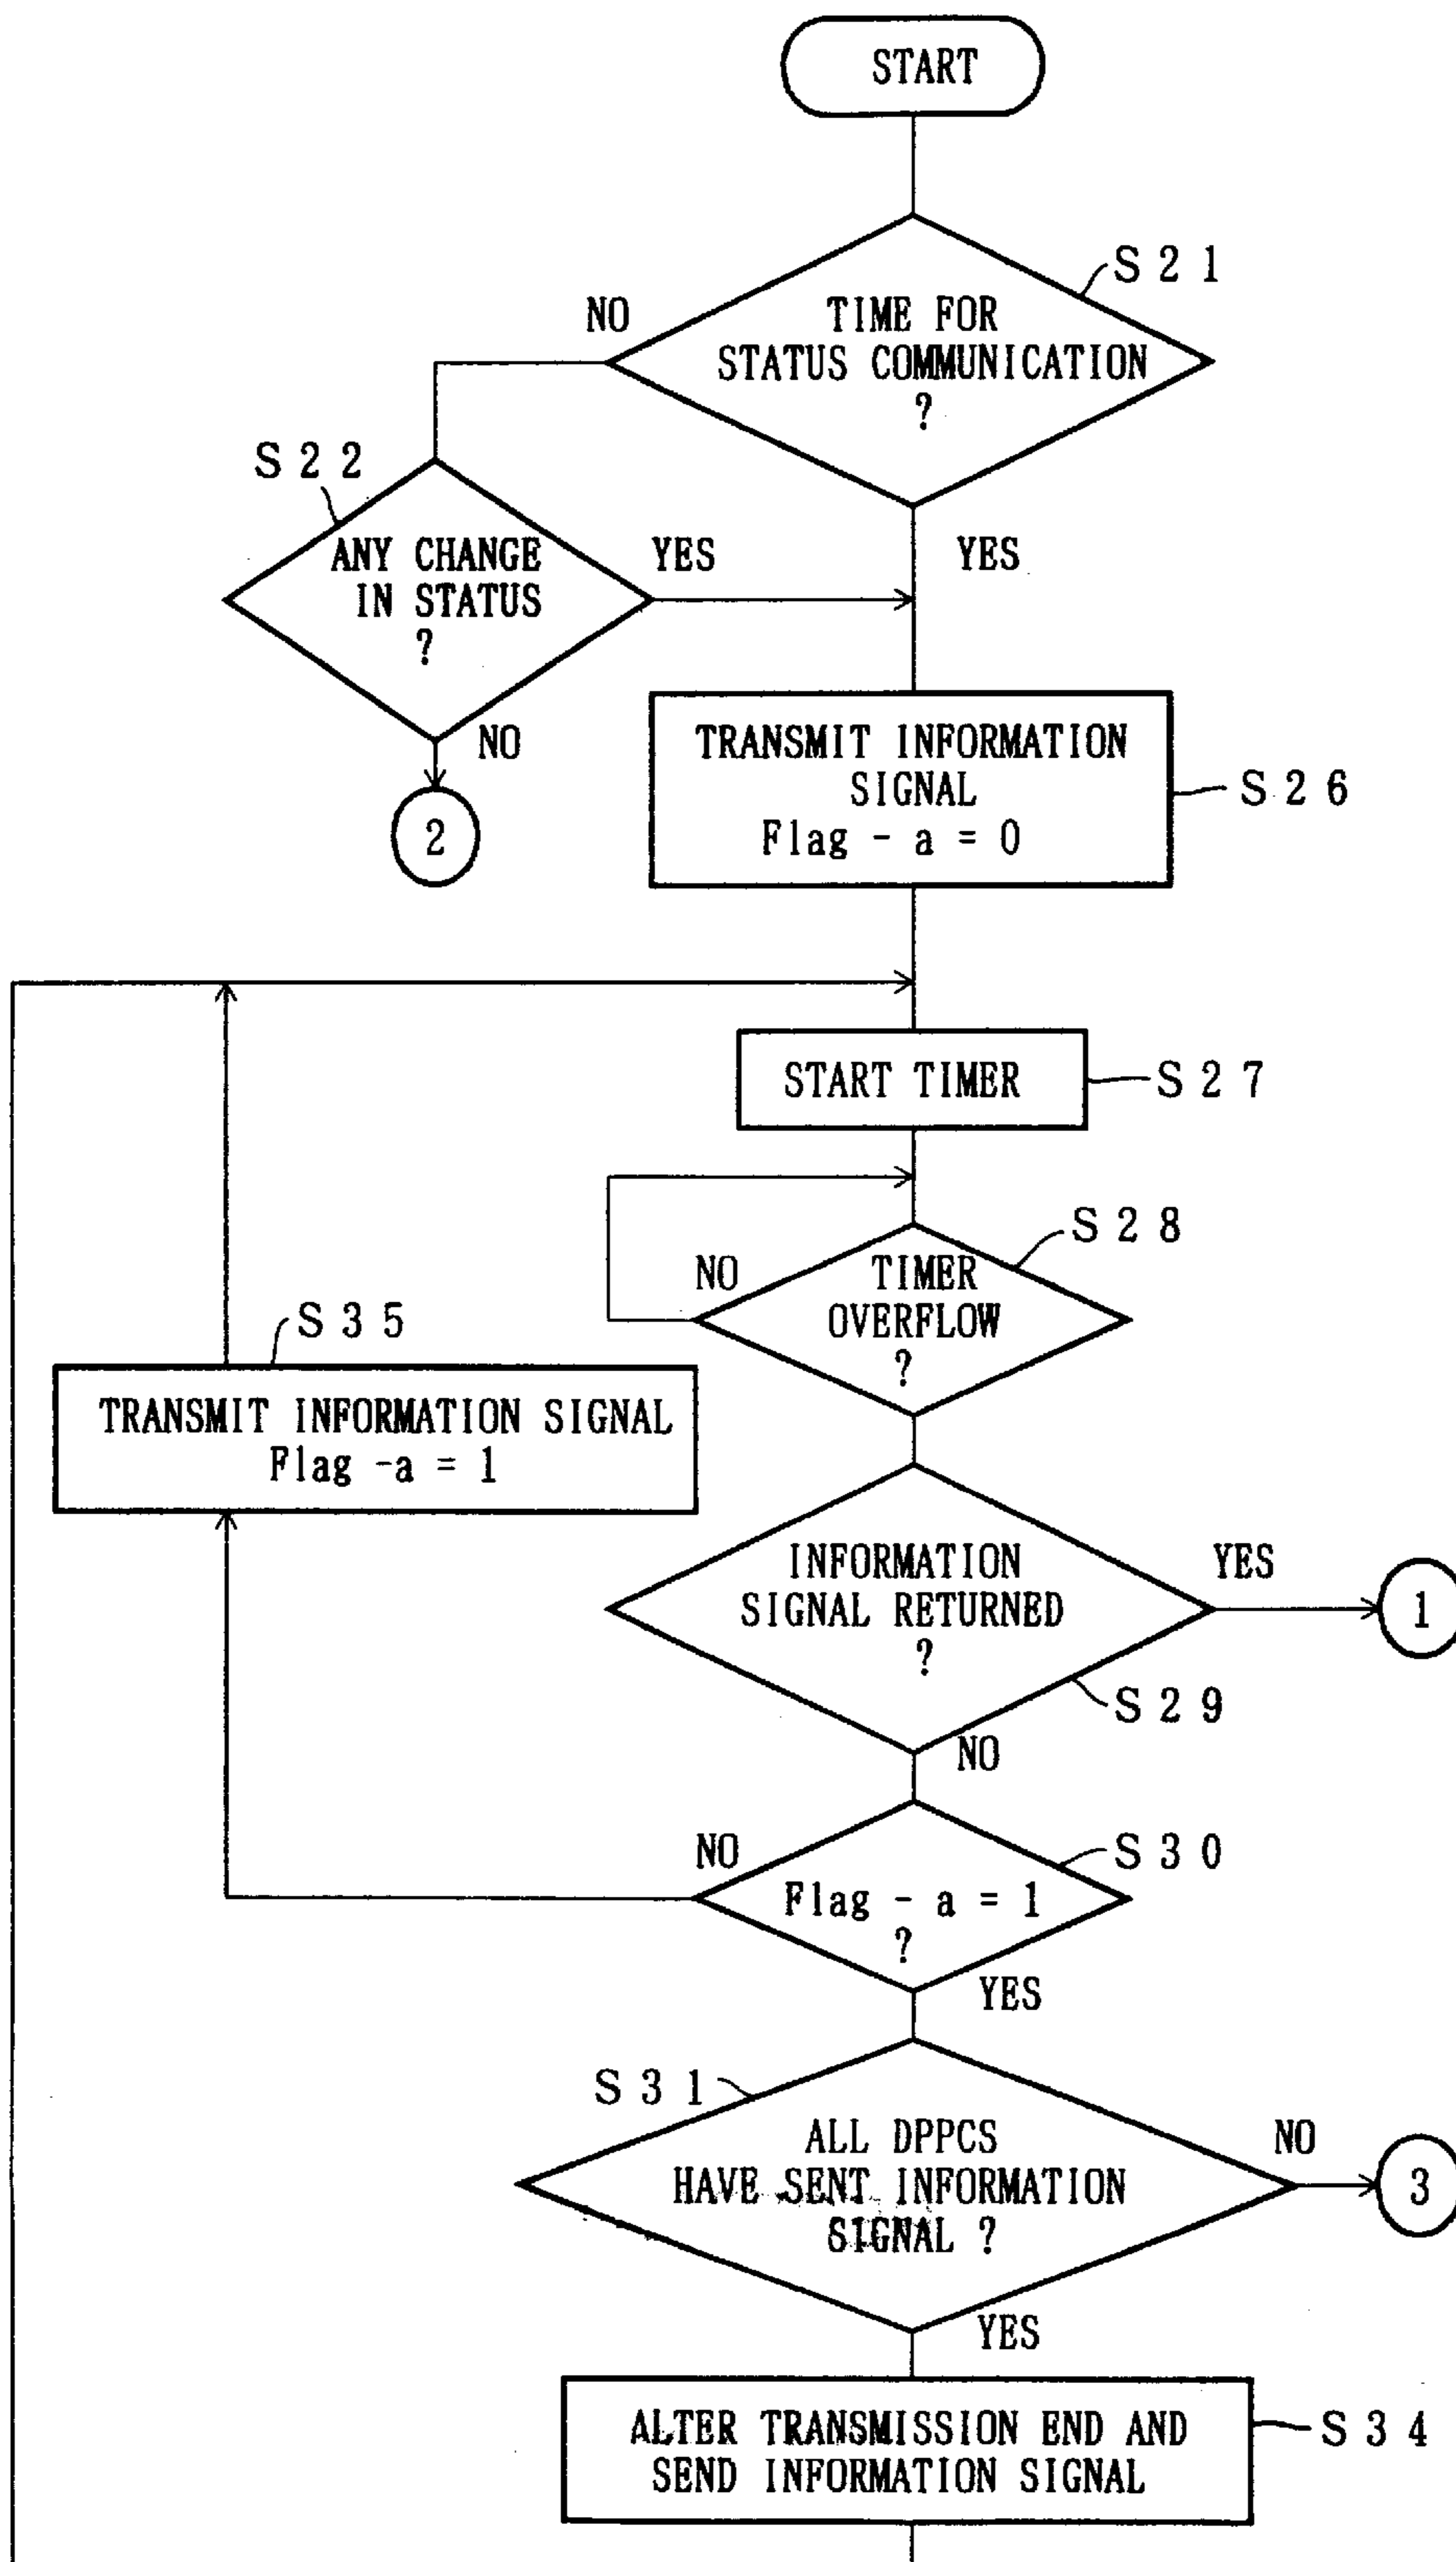 START
S21
NO
TIME FOR
STATUS COMMUNICATION
?
S22
ANY CHANGE
IN STATUS
?
YES
YES
NO
2
TRANSMIT INFORMATION
SIGNAL
Flag - a = 0
S26
START TIMER
S27
S28
NO
TIMER
OVERFLOW
?
S35
TRANSMIT INFORMATION SIGNAL
Flag -a = 1
INFORMATION
SIGNAL RETURNED
?
YES
1
S29
NO
NO
S30
Flag - a = 1
?
YES
S31
ALL DPPCS
HAVE SENT INFORMATION
SIGNAL ?
NO
3
YES
ALTER TRANSMISSION END AND
SEND INFORMATION SIGNAL
S34